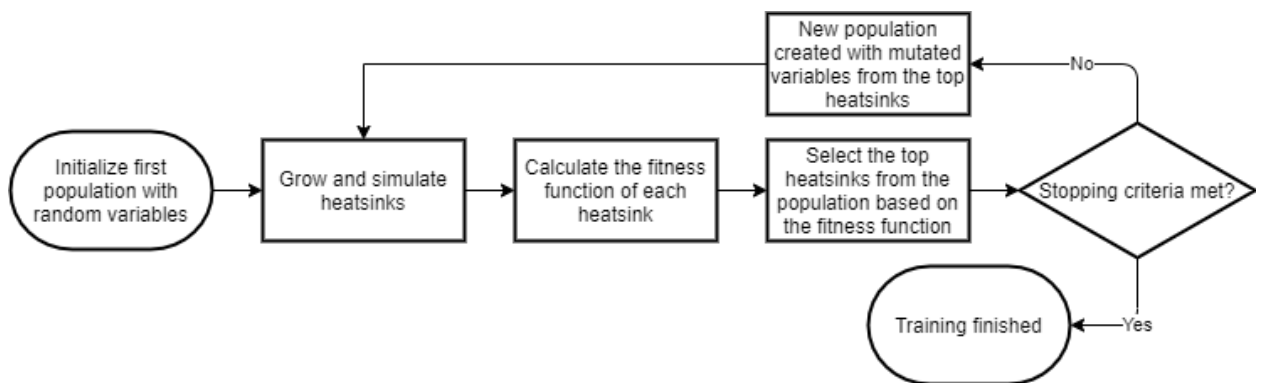 New population
created with mutated
variables from the top
heatsinks
No
Initialize first
population with
random variables
Grow and simulate
heatsinks
Calculate the fitness
function of each
heatsink
Select the top
heatsinks from the
population based on
the fitness function
Stopping criteria met?
Training finished
Yes